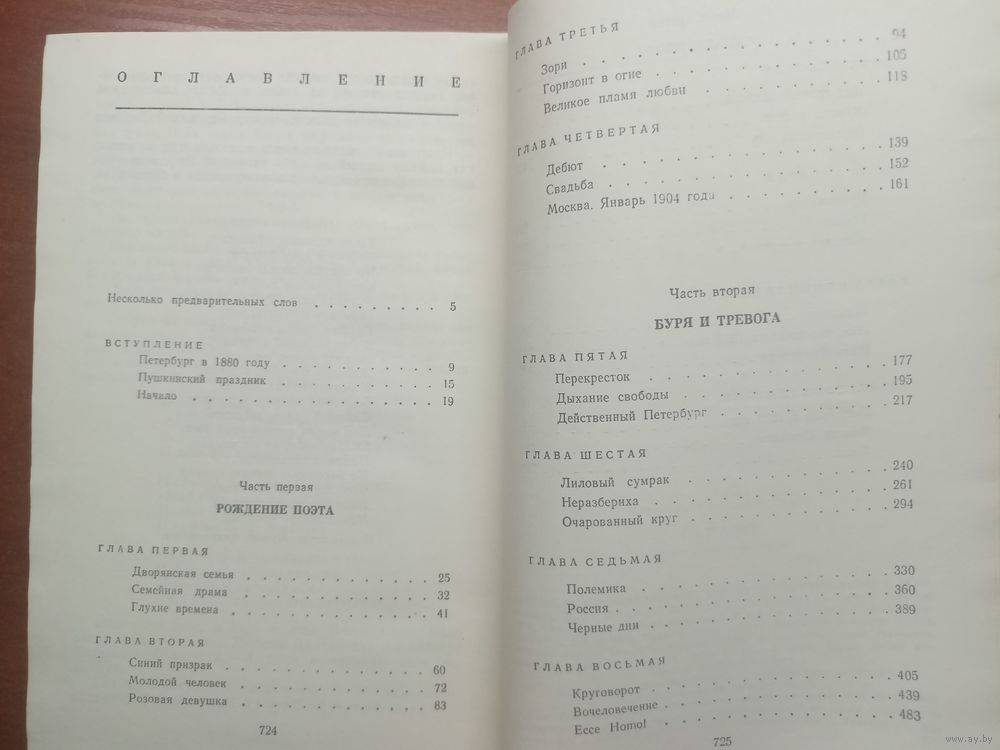 ОГЛАВЛЕНИЕ
Несколько предварительных слов . . . . . . . . . 5
ВСТУПЛЕНИЕ
Петербург в 1880 году . . . . . . . . . . . 9
Пушкинский праздник . . . . . . . . . . . 15
Начало . . . . . . . . . . . . . . . . 19
Часть первая
РОЖДЕНИЕ ПОЭТА
ГЛАВА ПЕРВАЯ
Дворянская семья . . . . . . . . . . . . 25
Семейная драма . . . . . . . . . . . . 32
Глухие времена . . . . . . . . . . . . . 41
ГЛАВА ВТОРАЯ
Синий призрак . . . . . . . . . . . . . 60
Молодой человек . . . . . . . . . . . . 72
Розовая девушка . . . . . . . . . . . . 83
724
ГЛАВА ТРЕТЬЯ
Зори . . . . . . . . . . . . . . . . 94
Горизонт в огне . . . . . . . . . . . . . 105
Великое пламя любви . . . . . . . . . . 118
ГЛАВА ЧЕТВЕРТАЯ
Дебют . . . . . . . . . . . . . . . 139
Свадьба . . . . . . . . . . . . . . . 152
Москва. Январь 1904 года . . . . . . . . . 161
Часть вторая
БУРЯ И ТРЕВОГА
ГЛАВА ПЯТАЯ
Перекресток . . . . . . . . . . . . . 177
Дыхание свободы . . . . . . . . . . . . 195
Действенный Петербург . . . . . . . . . . 217
ГЛАВА ШЕСТАЯ
Лиловый сумрак . . . . . . . . . . . . 240
Неразбериха . . . . . . . . . . . . . 261
Очарованный круг . . . . . . . . . . . . 294
ГЛАВА СЕДЬМАЯ
Полемика . . . . . . . . . . . . . . 330
Россия . . . . . . . . . . . . . . . 360
Черные дни . . . . . . . . . . . . . . 389
ГЛАВА ВОСЬМАЯ
Круговорот . . . . . . . . . . . . . . 405
Вочеловечение . . . . . . . . . . . . . 439
Ecce Homo! . . . . . . . . . . . . . . 483
725
www.ay.by